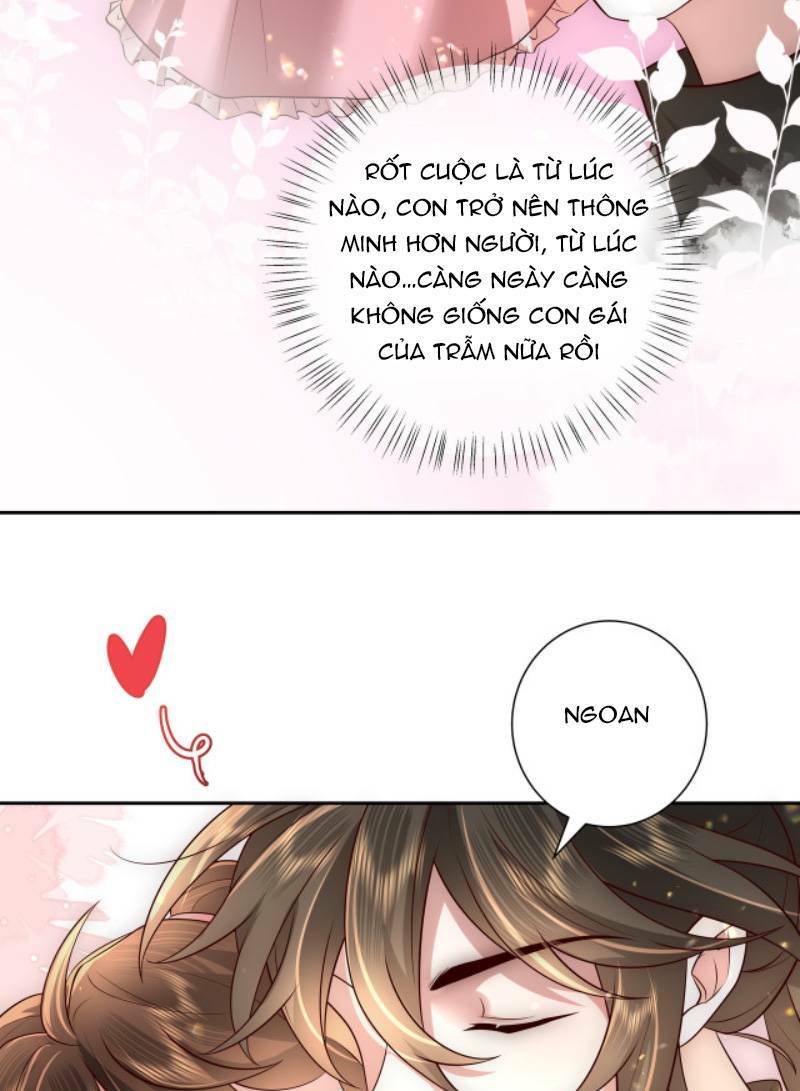 RỐT CUỘC LÀ TỪ LÚC
NÀO, CON TRỞ NÊN THÔNG
MINH HƠN NGƯỜI, TỪ LÚC
NÀO...CÀNG NGÀY CÀNG
KHÔNG GIỐNG CON GÁI
CỦA TRẪM NỮA RỒI
NGOAN